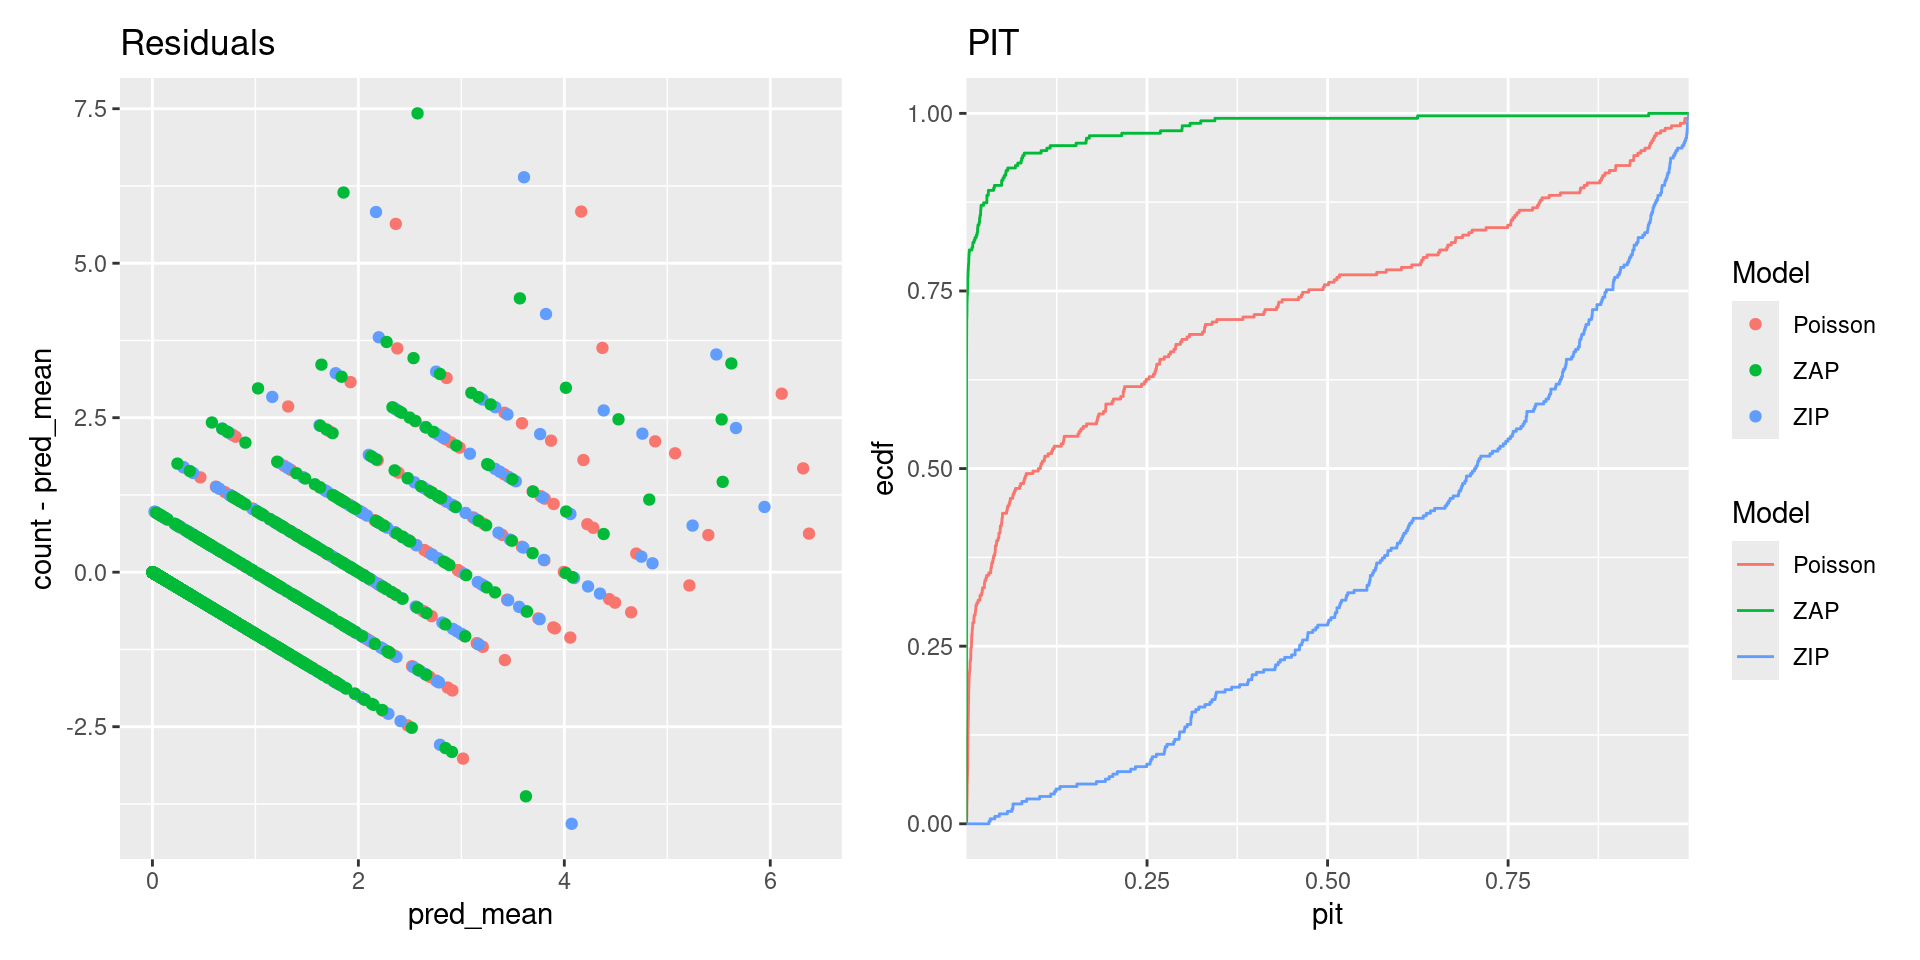 Residuals
7.5
5.0
2.5
0.0
-2.5
0
2
4
6
pred_mean
count - pred_mean
PIT
1.00
0.75
0.50
0.25
0.00
0.25
0.50
0.75
pit
ecdf
Model
Poisson
ZAP
ZIP
Model
Poisson
ZAP
ZIP